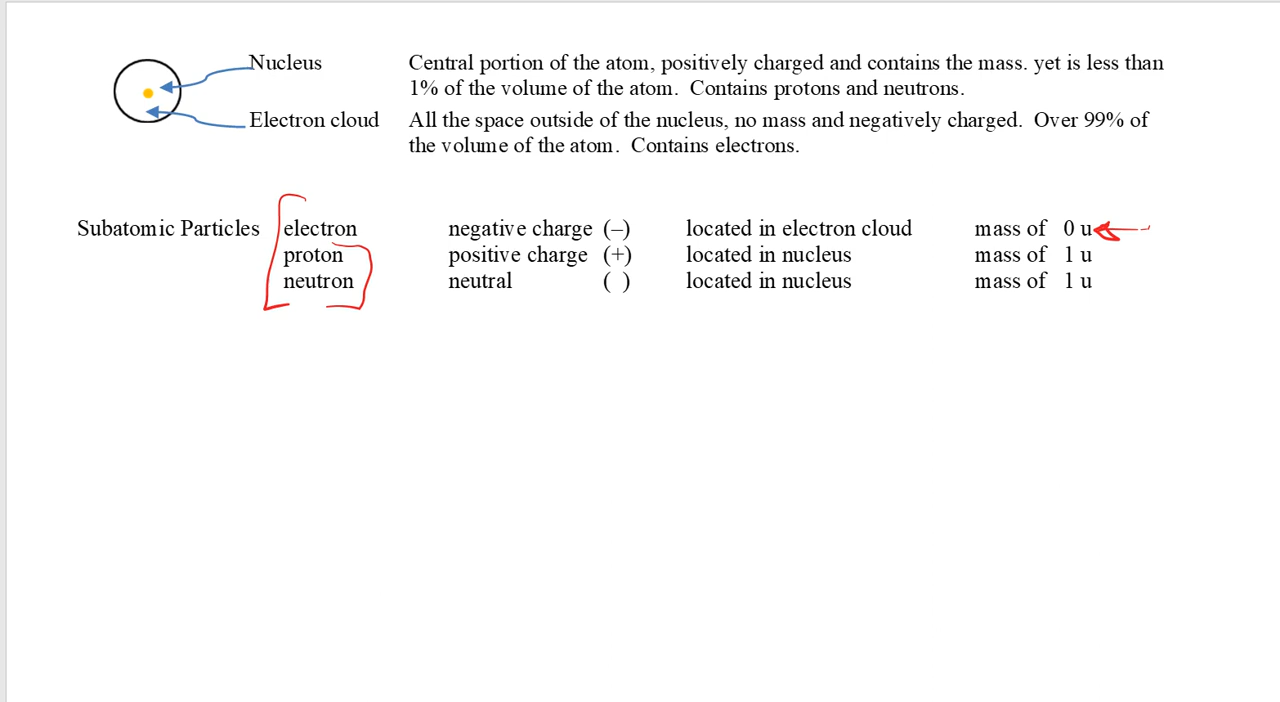 Nucleus Central portion of the atom, positively charged and contains the mass. yet is less than
1% of the volume of the atom. Contains protons and neutrons.
Electron cloud All the space outside of the nucleus, no mass and negatively charged. Over 99% of
the volume of the atom. Contains electrons.
Subatomic Particles electron negative charge (–) located in electron cloud mass of 0 u
proton positive charge (+) located in nucleus mass of 1 u
neutron neutral ( ) located in nucleus mass of 1 u